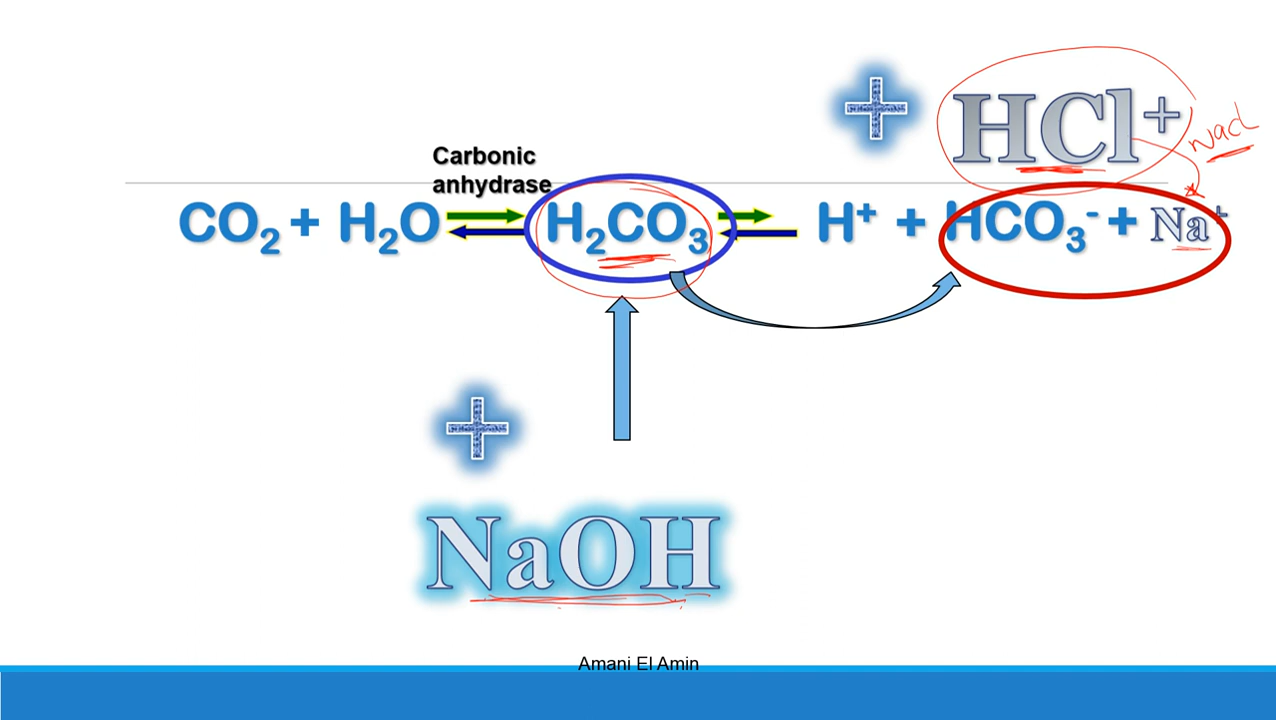 HCl+
NaCl
Carbonic
anhydrase
CO₂ + H₂O H₂CO₃ H⁺ + HCO₃⁻ + Na⁺
NaOH
Amani El Amin